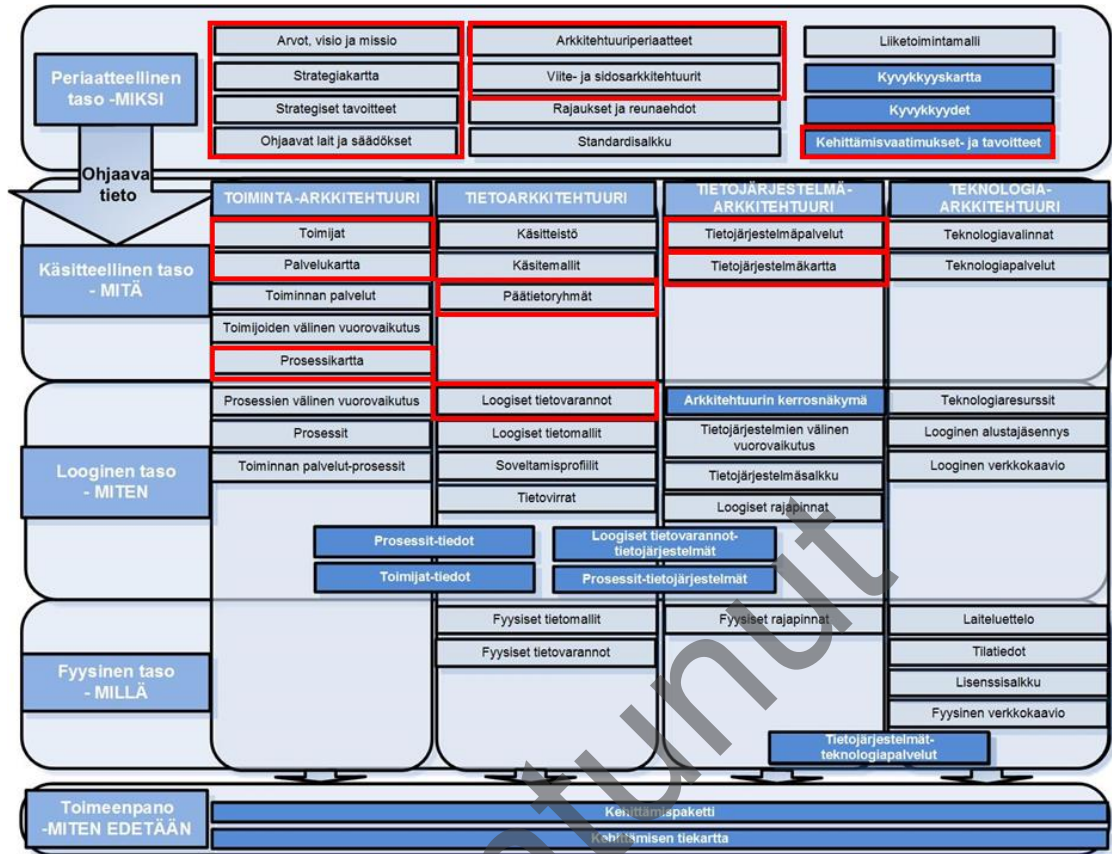 Periaatteellinen
taso -MIKSI
Arvot, visio ja missio
Strategiakartta
Strategiset tavoitteet
Ohjaavat lait ja säädökset
Arkkitehtuuriperiaatteet
Viite- ja sidosarkkitehtuurit
Rajaukset ja reunaehdot
Standardisalkku
Liiketoimintamalli
Kyvykkyyskartta
Kyvykkyydet
Kehittämisvaatimukset- ja tavoitteet
Ohjaava
tieto
TOIMINTA-ARKKITEHTUURI
TIETOARKKITEHTUURI
TIETOJÄRJESTELMÄ-
ARKKITEHTUURI
TEKNOLOGIA-
ARKKITEHTUURI
Käsitteellinen taso
- MITÄ
Toimijat
Palvelukartta
Toiminnan palvelut
Toimijoiden välinen vuorovaikutus
Prosessikartta
Käsitteistö
Käsitemallit
Päätietoryhmät
Tietojärjestelmäpalvelut
Tietojärjestelmäkartta
Teknologiavalinnat
Teknologiapalvelut
Looginen taso
- MITEN
Prosessien välinen vuorovaikutus
Prosessit
Toiminnan palvelut-prosessit
Loogiset tietovarannot
Loogiset tietomallit
Soveltamisprofiilit
Tietovirrat
Arkkitehtuurin kerrosnäkymä
Tietojärjestelmien välinen
vuorovaikutus
Tietojärjestelmäsalkku
Loogiset rajapinnat
Teknologiaresurssit
Looginen alustajäsennys
Looginen verkkokaavio
Prosessit-tiedot
Toimijat-tiedot
Loogiset tietovarannot-
tietojärjestelmät
Prosessit-tietojärjestelmät
Fyysinen taso
- MILLÄ
Fyysiset tietomallit
Fyysiset tietovarannot
Fyysiset rajapinnat
Laiteluettelo
Tilatiedot
Lisenssisalkku
Fyysinen verkkokaavio
Tietojärjestelmät-
teknologiapalvelut
Toimeenpano
-MITEN EDETÄÄN
Kehittämispaketti
Kehittämisen tiekartta